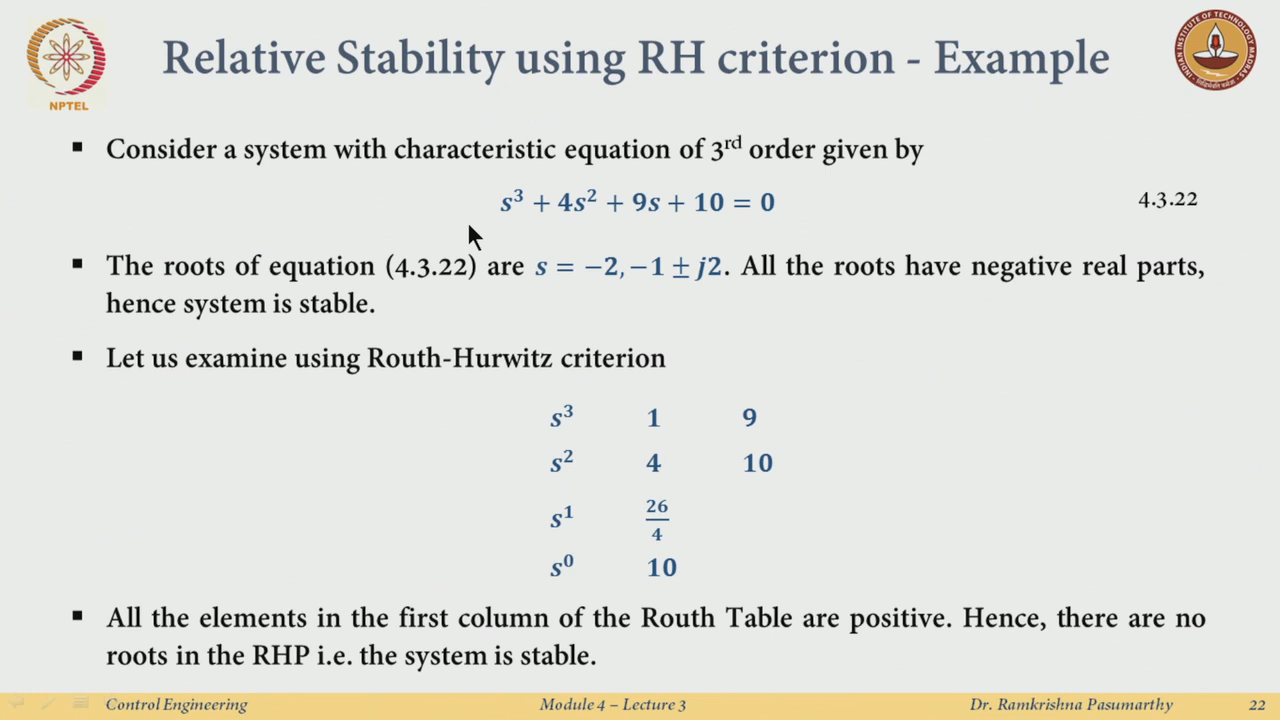 Relative Stability using RH criterion - Example
NPTEL
INDIAN INSTITUTE OF TECHNOLOGY MADRAS
▪ Consider a system with characteristic equation of 3rd order given by
s³ + 4s² + 9s + 10 = 0 4.3.22
▪ The roots of equation (4.3.22) are s = −2, −1 ± j2. All the roots have negative real parts,
hence system is stable.
▪ Let us examine using Routh-Hurwitz criterion
s³ 1 9
s² 4 10
s¹ 26/4
s⁰ 10
▪ All the elements in the first column of the Routh Table are positive. Hence, there are no
roots in the RHP i.e. the system is stable.
Control Engineering Module 4 – Lecture 3 Dr. Ramkrishna Pasumarthy 22